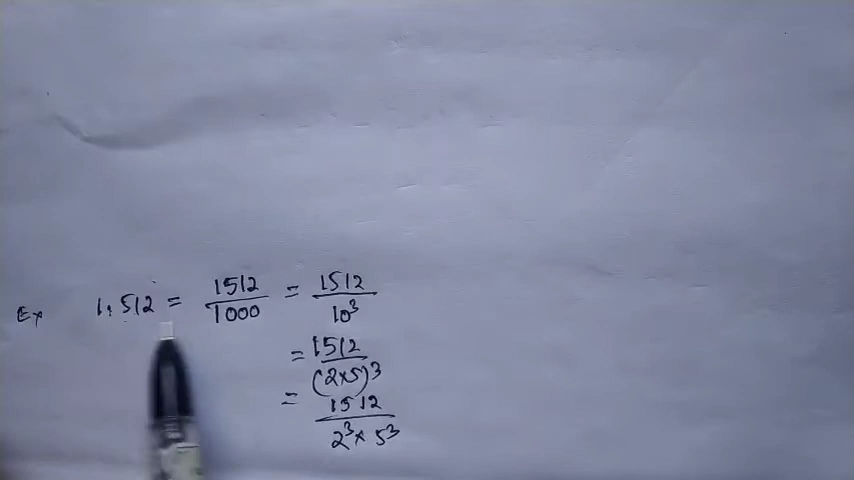 Ex 1.512 = 1512/1000 = 1512/10³
= 1512/(2×5)³
= 1512/2³× 5³